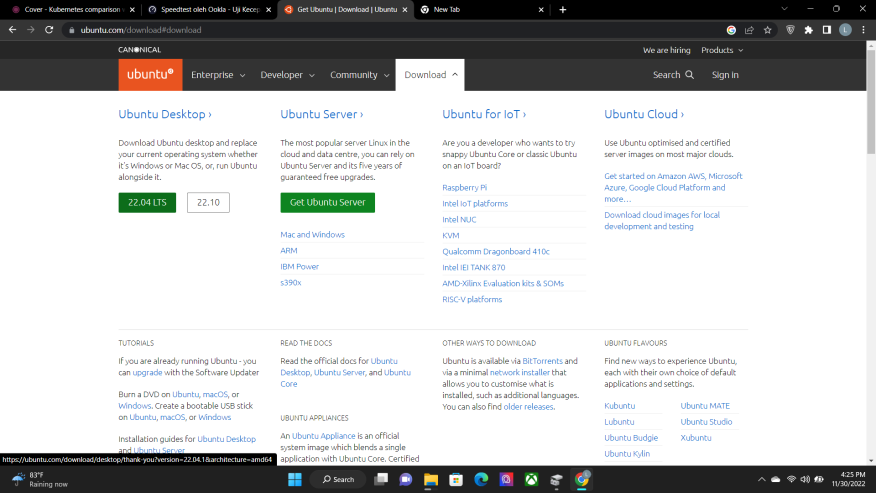 Cover - Kubernetes comparison
Speedtest oleh Ookla - Uji Kecep
Get Ubuntu | Download | Ubuntu
New Tab
ubuntu.com/download#download
G
L
CANONICAL
We are hiring
Products
ubuntu®
Enterprise
Developer
Community
Download
Search
Sign in
Ubuntu Desktop ›
Download Ubuntu desktop and replace
your current operating system whether
it's Windows or Mac OS, or, run Ubuntu
alongside it.
22.04 LTS
22.10
Ubuntu Server ›
The most popular server Linux in the
cloud and data centre, you can rely on
Ubuntu Server and its five years of
guaranteed free upgrades.
Get Ubuntu Server
Mac and Windows
ARM
IBM Power
s390x
Ubuntu for IoT ›
Are you a developer who wants to try
snappy Ubuntu Core or classic Ubuntu
on an IoT board?
Raspberry Pi
Intel IoT platforms
Intel NUC
KVM
Qualcomm Dragonboard 410c
Intel IEI TANK 870
AMD-Xilinx Evaluation kits & SOMs
RISC-V platforms
Ubuntu Cloud ›
Use Ubuntu optimised and certified
server images on most major clouds.
Get started on Amazon AWS, Microsoft
Azure, Google Cloud Platform and
more...
Download cloud images for local
development and testing
TUTORIALS
If you are already running Ubuntu - you
can upgrade with the Software Updater
Burn a DVD on Ubuntu, macOS, or
Windows. Create a bootable USB stick
on Ubuntu, macOS, or Windows
Installation guides for Ubuntu Desktop
and Ubuntu Server
READ THE DOCS
Read the official docs for Ubuntu
Desktop, Ubuntu Server, and Ubuntu
Core
UBUNTU APPLIANCES
An Ubuntu Appliance is an official
system image which blends a single
application with Ubuntu Core. Certified
OTHER WAYS TO DOWNLOAD
Ubuntu is available via BitTorrents and
via a minimal network installer that
allows you to customise what is
installed, such as additional languages.
You can also find older releases.
UBUNTU FLAVOURS
Find new ways to experience Ubuntu,
each with their own choice of default
applications and settings.
Kubuntu
Lubuntu
Ubuntu Budgie
Ubuntu Kylin
Ubuntu MATE
Ubuntu Studio
Xubuntu
https://ubuntu.com/download/desktop/thank-you?version=22.04.1&architecture=amd64
83°F
Raining now
Search
L
4:25 PM
11/30/2022